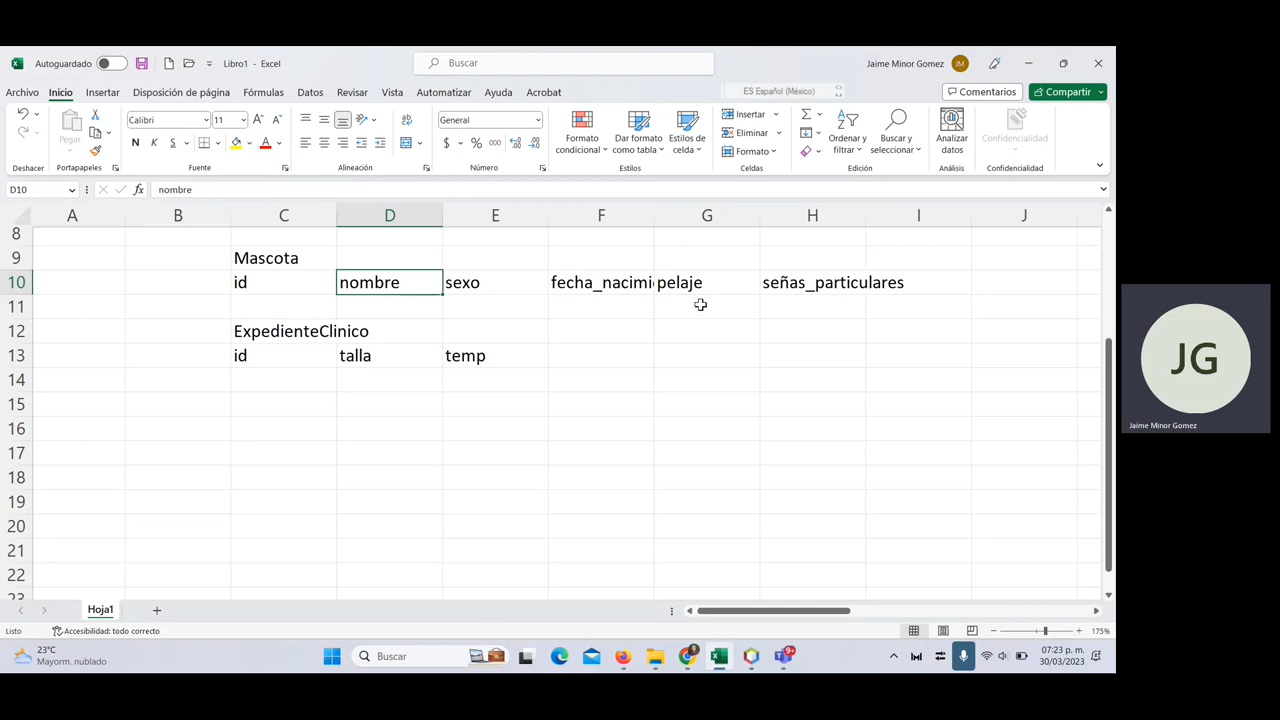 Autoguardado Libro1 - Excel Buscar Jaime Minor Gomez JM
Archivo Inicio Insertar Disposición de página Fórmulas Datos Revisar Vista Automatizar Ayuda Acrobat ES Español (México) Comentarios Compartir
Pegar Calibri 11 General Formato condicional Dar formato como tabla Estilos de celda Insertar Eliminar Formato Ordenar y filtrar Buscar y seleccionar Analizar datos Confidencialidad
Deshacer Portapapeles Fuente Alineación Número Estilos Celdas Edición Análisis Confidencialidad
D10 fx nombre
A B C D E F G H I J
8
9 Mascota
10 id nombre sexo fecha_nacimi pelaje señas_particulares
11
12 ExpedienteClinico
13 id talla temp
14
15
16
17
18
19
20
21
22
23
JG
Jaime Minor Gomez
Hoja1
Listo Accesibilidad: todo correcto 175%
23°C
Mayorm. nublado
Buscar
9+
07:23 p. m.
30/03/2023